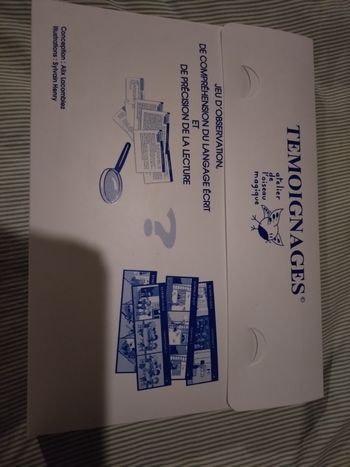 TEMOIGNAGES©
atelier
de
l'oiseau
magique
JEU D'OBSERVATION,
DE COMPRÉHENSION DU LANGAGE ÉCRIT
ET
DE PRÉCISION DE LA LECTURE
?
Conception : Alix Lacombiez
Illustrations : Sylvain Henry